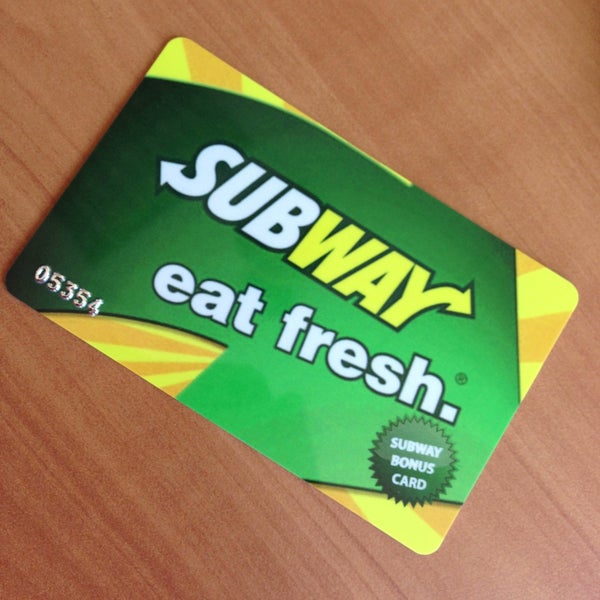 SUBWAY
eat fresh.®
05354
SUBWAY
BONUS
CARD